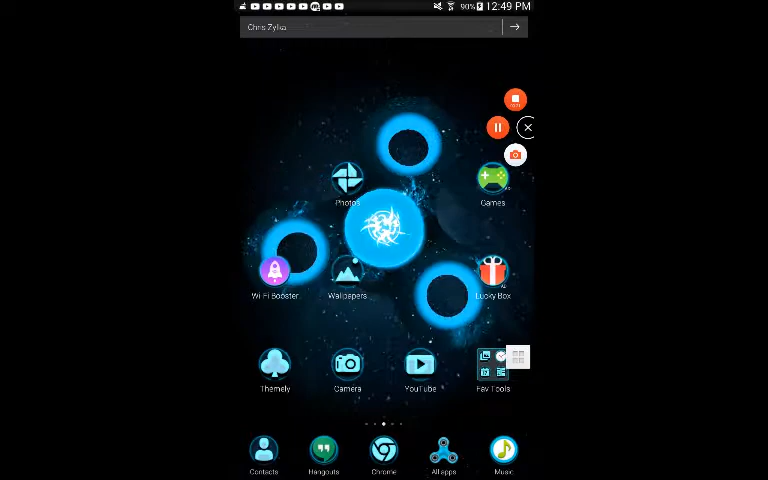 90% 12:49 PM
Chris Zylka
Photos
Games
Wi Fi Booster
Wallpapers
Lucky Box
Themely
Camera
YouTube
Fav Tools
Contacts
Hangouts
Chrome
All apps
Music